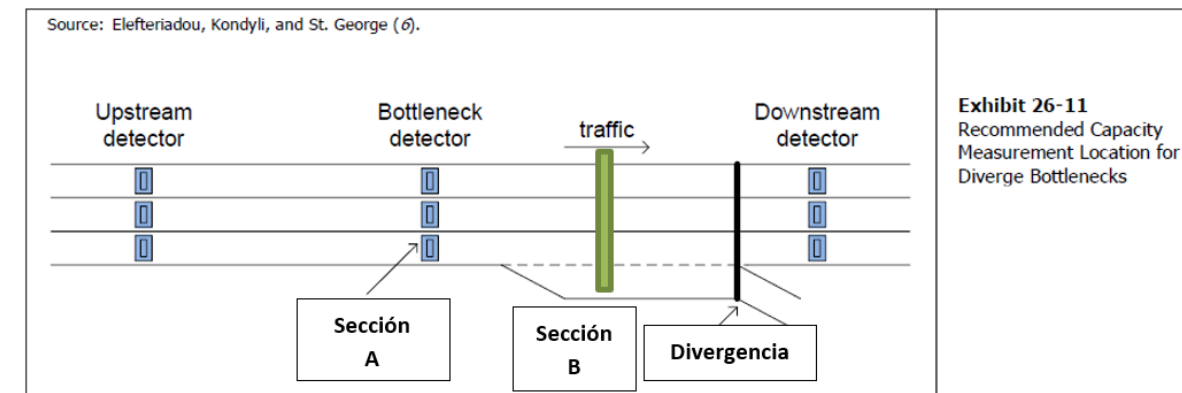 Source: Elefteriadou, Kondyli, and St. George (6).
Upstream
detector
Bottleneck
detector
traffic
Downstream
detector
Exhibit 26-11
Recommended Capacity
Measurement Location for
Diverge Bottlenecks
Sección
A
Sección
B
Divergencia